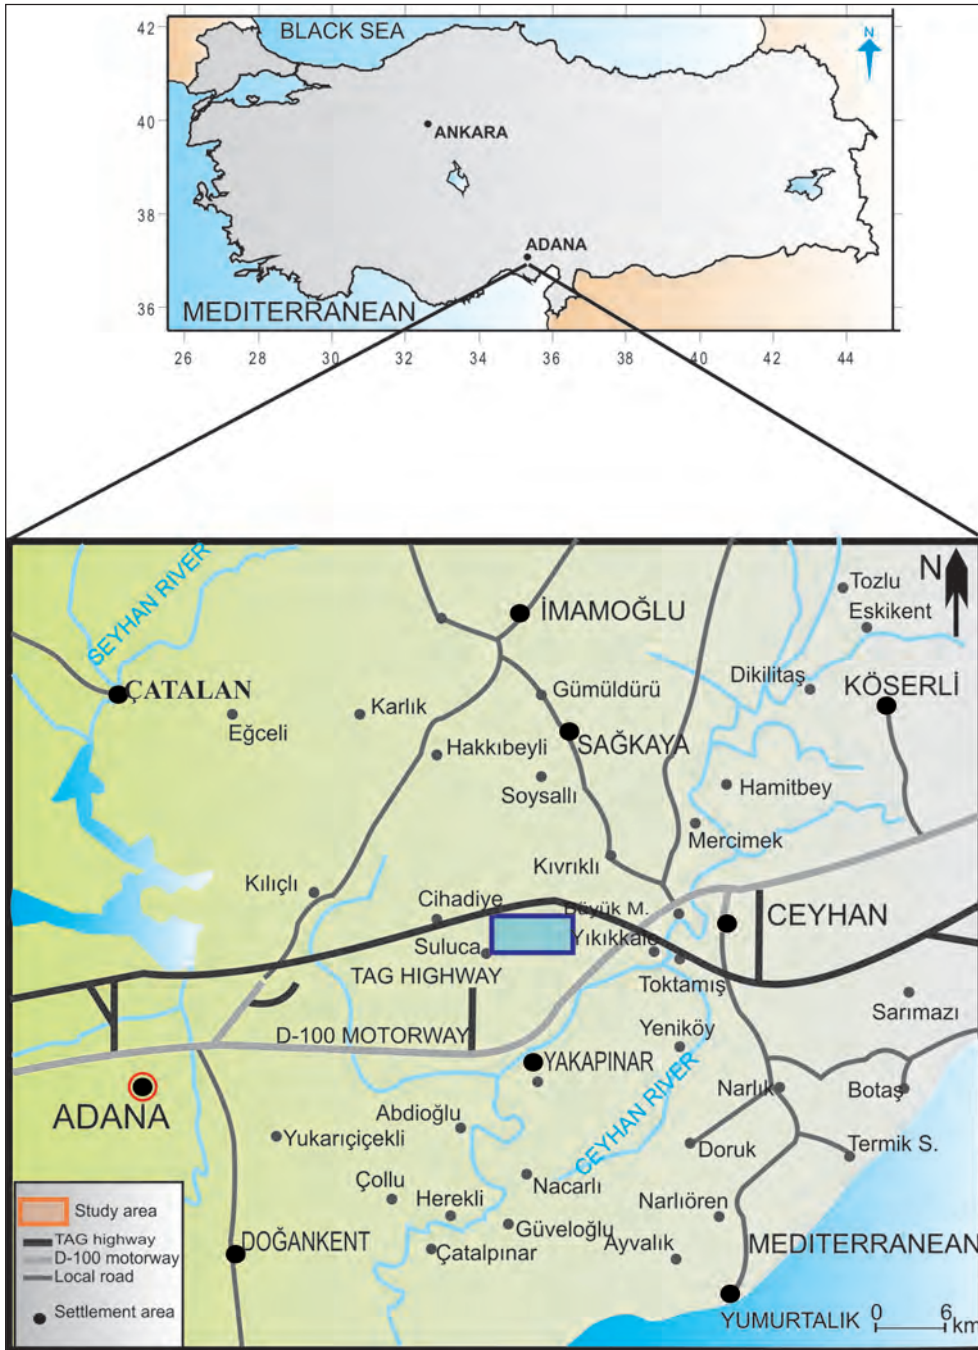 42
BLACK SEA
N
40
ANKARA
38
ADANA
MEDITERRANEAN
36
26 28 30 32 34 36 38 40 42 44
SEYHAN RIVER
N
Tozlu
Eskikent
İMAMOĞLU
Dikilitaş
KÖSERLİ
ÇATALAN
Gümüldürü
Karlık
Eğceli
SAĞKAYA
Hakkıbeyli
Soysallı
Hamitbey
Mercimek
Kıvrıklı
Kılıçlı
Cihadiye
Büyük M.
CEYHAN
Suluca
Yıkıkkale
TAG HIGHWAY
Toktamış
Sarımazı
D-100 MOTORWAY
Yeniköy
YAKAPINAR
CEYHAN RIVER
Narlık
Botaş
ADANA
Abdioğlu
Yukarıçiçekli
Doruk
Termik S.
Çollu
Nacarlı
Herekli
Narlıören
Güveloğlu
DOĞANKENT
Çatalpınar
Ayvalık
MEDITERRANEAN
YUMURTALIK
0 6
km
Study area
TAG highway
D-100 motorway
Local road
Settlement area